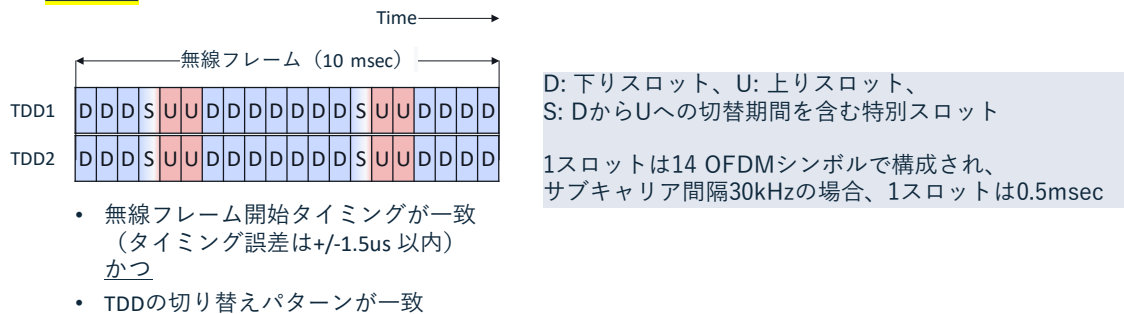 Time
無線フレーム（10 msec）
TDD1 D D D S U U D D D D D D D S U U D D D D
TDD2 D D D S U U D D D D D D D S U U D D D D
• 無線フレーム開始タイミングが一致
（タイミング誤差は+/-1.5us 以内）
かつ
• TDDの切り替えパターンが一致
D: 下りスロット、U: 上りスロット、
S: DからUへの切替期間を含む特別スロット
1スロットは14 OFDMシンボルで構成され、
サブキャリア間隔30kHzの場合、1スロットは0.5msec